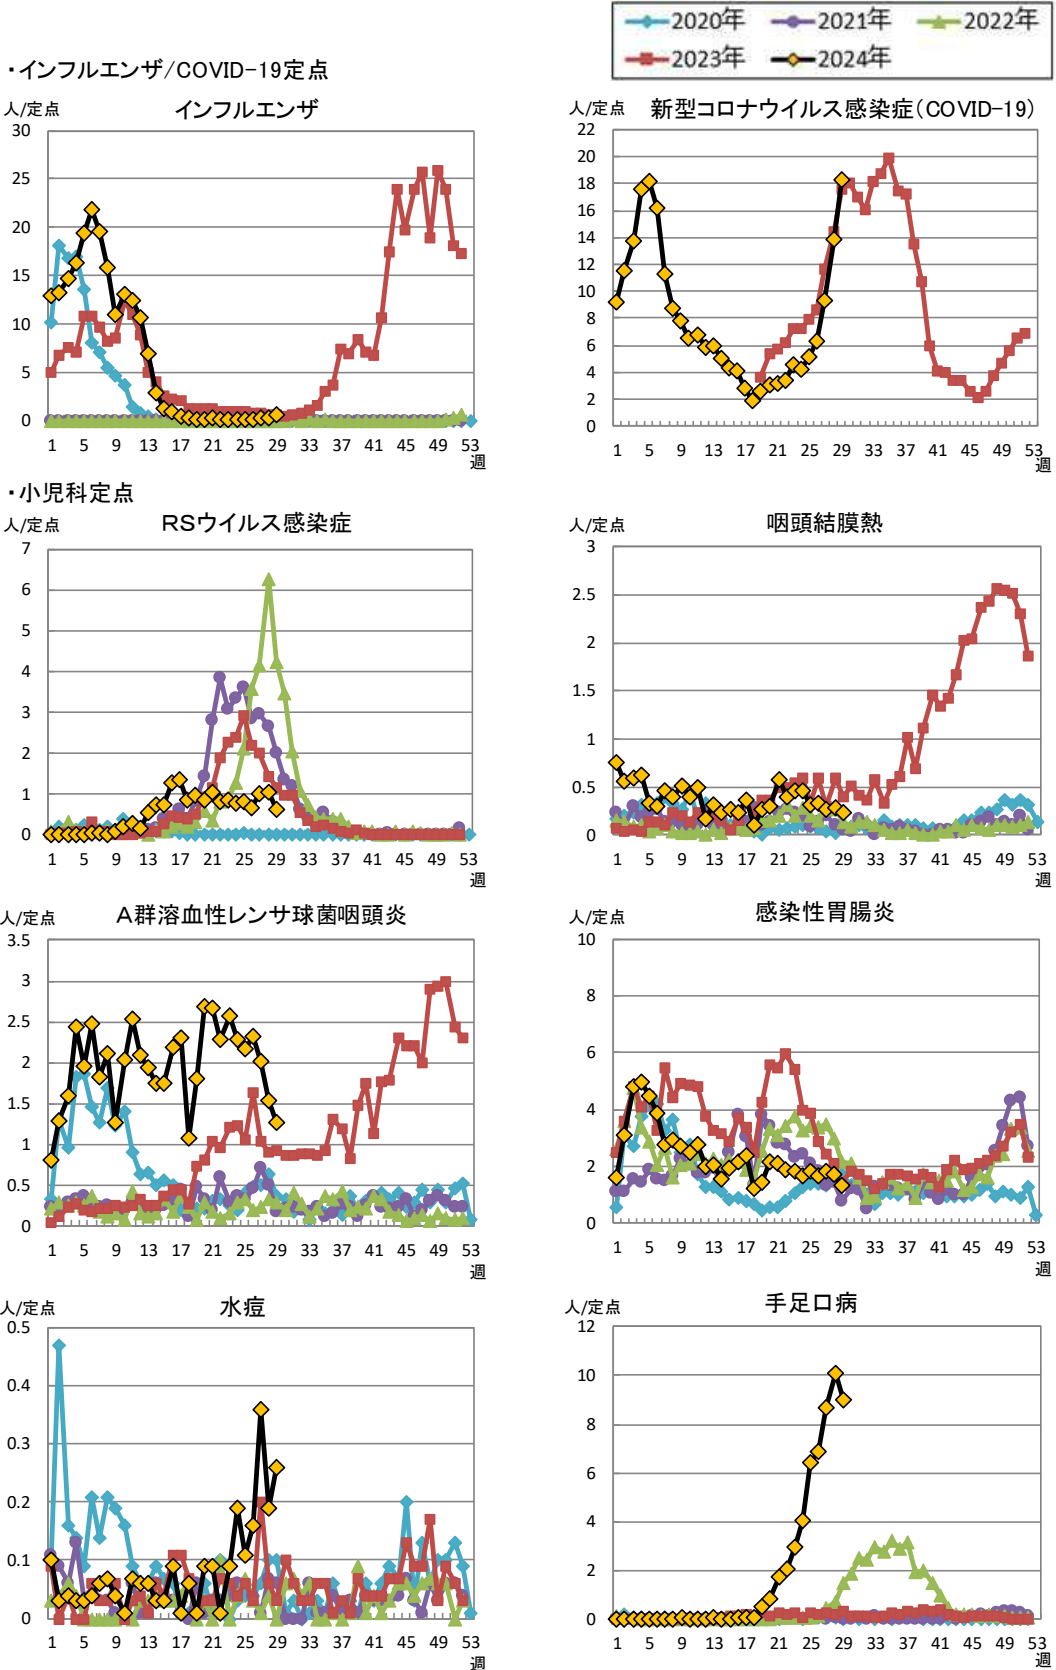 2020年 2021年 2022年
2023年 2024年
・インフルエンザ/COVID-19定点
人/定点 インフルエンザ
30
25
20
15
10
5
0
1 5 9 13 17 21 25 29 33 37 41 45 49 53
週
人/定点 新型コロナウイルス感染症(COVID-19)
22
20
18
16
14
12
10
8
6
4
2
0
1 5 9 13 17 21 25 29 33 37 41 45 49 53
週
・小児科定点
人/定点 RSウイルス感染症
7
6
5
4
3
2
1
0
1 5 9 13 17 21 25 29 33 37 41 45 49 53
週
人/定点 咽頭結膜熱
3
2.5
2
1.5
1
0.5
0
1 5 9 13 17 21 25 29 33 37 41 45 49 53
週
人/定点 A群溶血性レンサ球菌咽頭炎
3.5
3
2.5
2
1.5
1
0.5
0
1 5 9 13 17 21 25 29 33 37 41 45 49 53
週
人/定点 感染性胃腸炎
10
8
6
4
2
0
1 5 9 13 17 21 25 29 33 37 41 45 49 53
週
人/定点 水痘
0.5
0.4
0.3
0.2
0.1
0
1 5 9 13 17 21 25 29 33 37 41 45 49 53
週
人/定点 手足口病
12
10
8
6
4
2
0
1 5 9 13 17 21 25 29 33 37 41 45 49 53
週